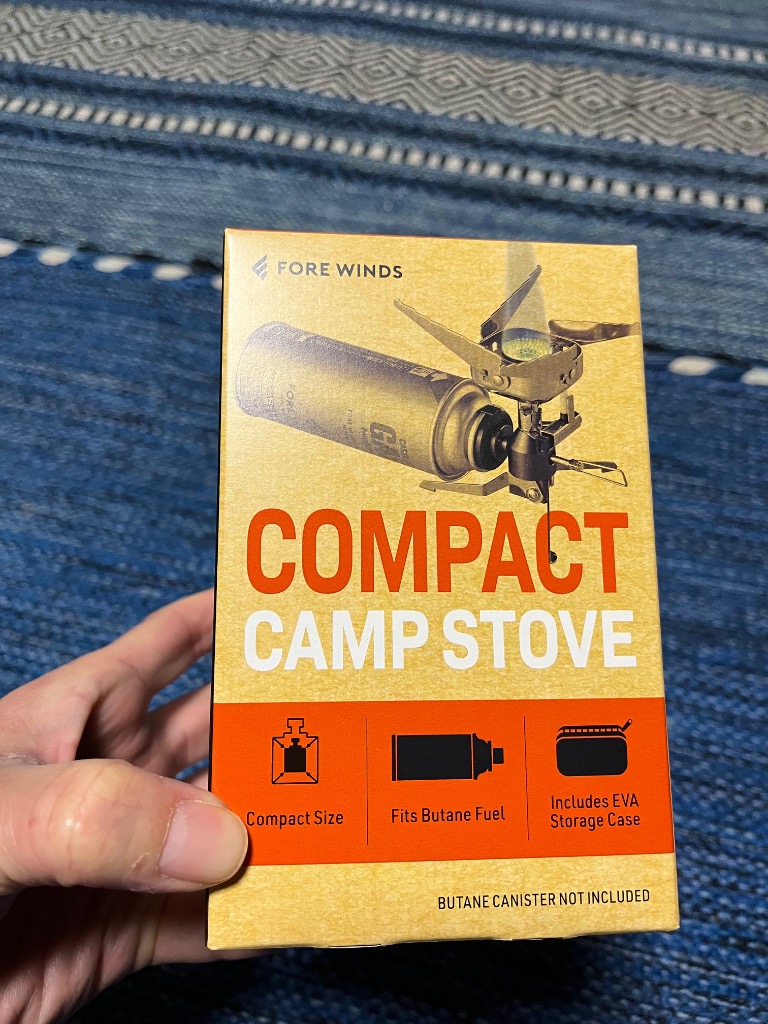 FORE WINDS
COMPACT
CAMP STOVE
Compact Size
Fits Butane Fuel
Includes EVA
Storage Case
BUTANE CANISTER NOT INCLUDED